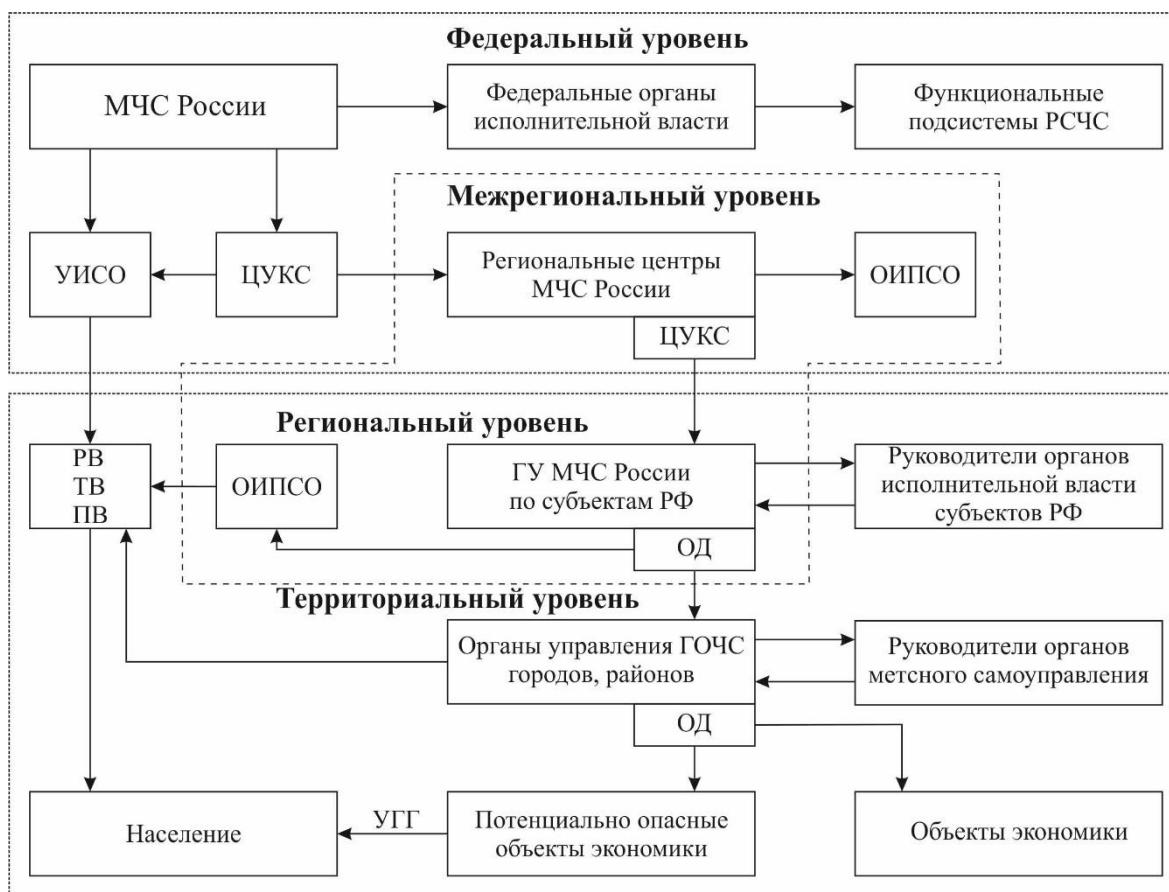 Федеральный уровень
МЧС России
Федеральные органы
исполнительной власти
Функциональные
подсистемы РСЧС
Межрегиональный уровень
УИСО
ЦУКС
Региональные центры
МЧС России
ОИПСО
ЦУКС
Региональный уровень
РВ
ТВ
ПВ
ОИПСО
ГУ МЧС России
по субъектам РФ
Руководители органов
исполнительной власти
субъектов РФ
ОД
Территориальный уровень
Органы управления ГОЧС
городов, районов
Руководители органов
метсного самоуправления
ОД
Население
УГГ
Потенциально опасные
объекты экономики
Объекты экономики